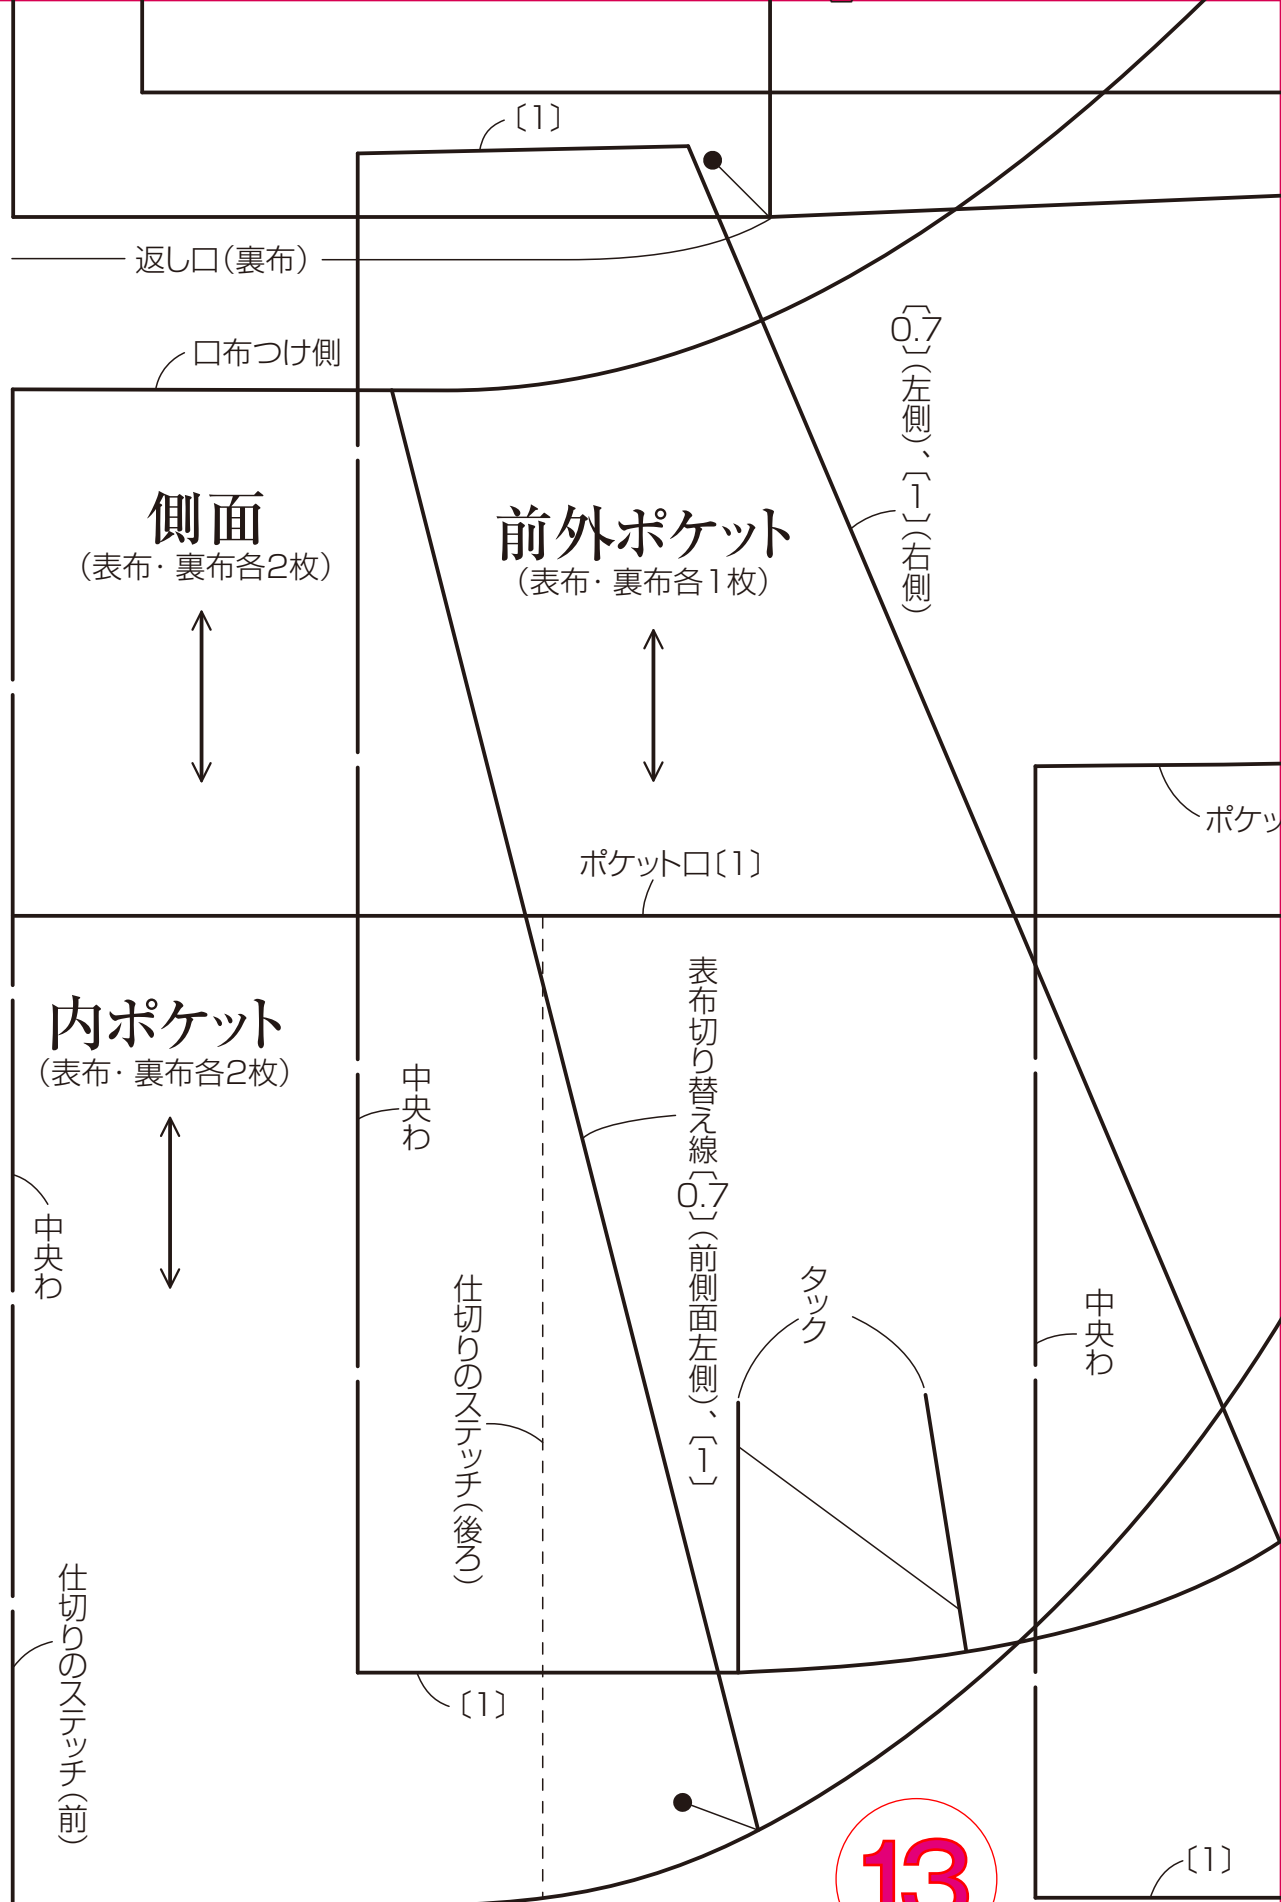 〔1〕
返し口(裏布)
口布つけ側
〔0.7〕(左側)、〔1〕(右側)
側面
(表布・裏布各2枚)
前外ポケット
(表布・裏布各1枚)
ポケッ
ポケット口〔1〕
内ポケット
(表布・裏布各2枚)
中央わ
表布切り替え線〔0.7〕(前側面左側)、〔1〕
中央わ
タック
仕切りのステッチ(後ろ)
中央わ
仕切りのステッチ(前)
〔1〕
13
〔1〕